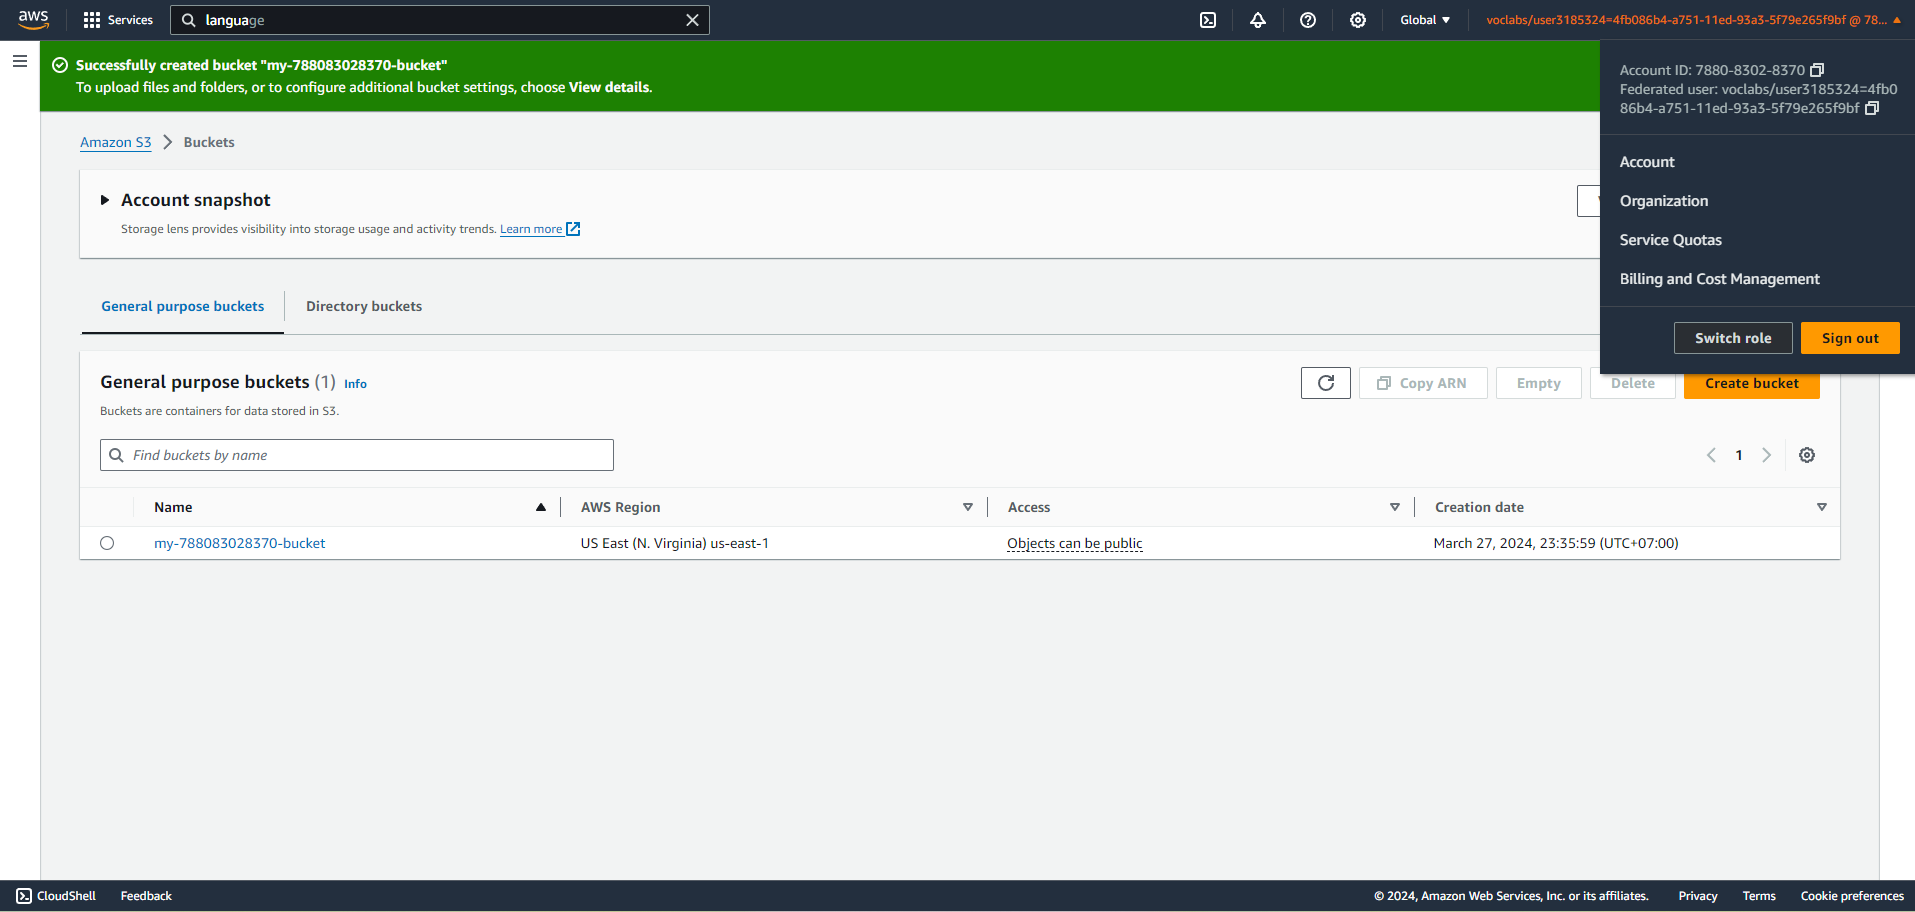 aws
Services
language
Global
voclabs/user3185324=4fb086b4-a751-11ed-93a3-5f79e265f9bf @ 78...
Successfully created bucket "my-788083028370-bucket"
To upload files and folders, or to configure additional bucket settings, choose View details.
Account ID: 7880-8302-8370
Federated user: voclabs/user3185324=4fb0
86b4-a751-11ed-93a3-5f79e265f9bf
Account
Organization
Service Quotas
Billing and Cost Management
Switch role
Sign out
Amazon S3
Buckets
Account snapshot
Storage lens provides visibility into storage usage and activity trends. Learn more
General purpose buckets
Directory buckets
General purpose buckets (1) Info
Buckets are containers for data stored in S3.
Copy ARN
Empty
Delete
Create bucket
Find buckets by name
1
Name
AWS Region
Access
Creation date
my-788083028370-bucket
US East (N. Virginia) us-east-1
Objects can be public
March 27, 2024, 23:35:59 (UTC+07:00)
CloudShell
Feedback
© 2024, Amazon Web Services, Inc. or its affiliates.
Privacy
Terms
Cookie preferences